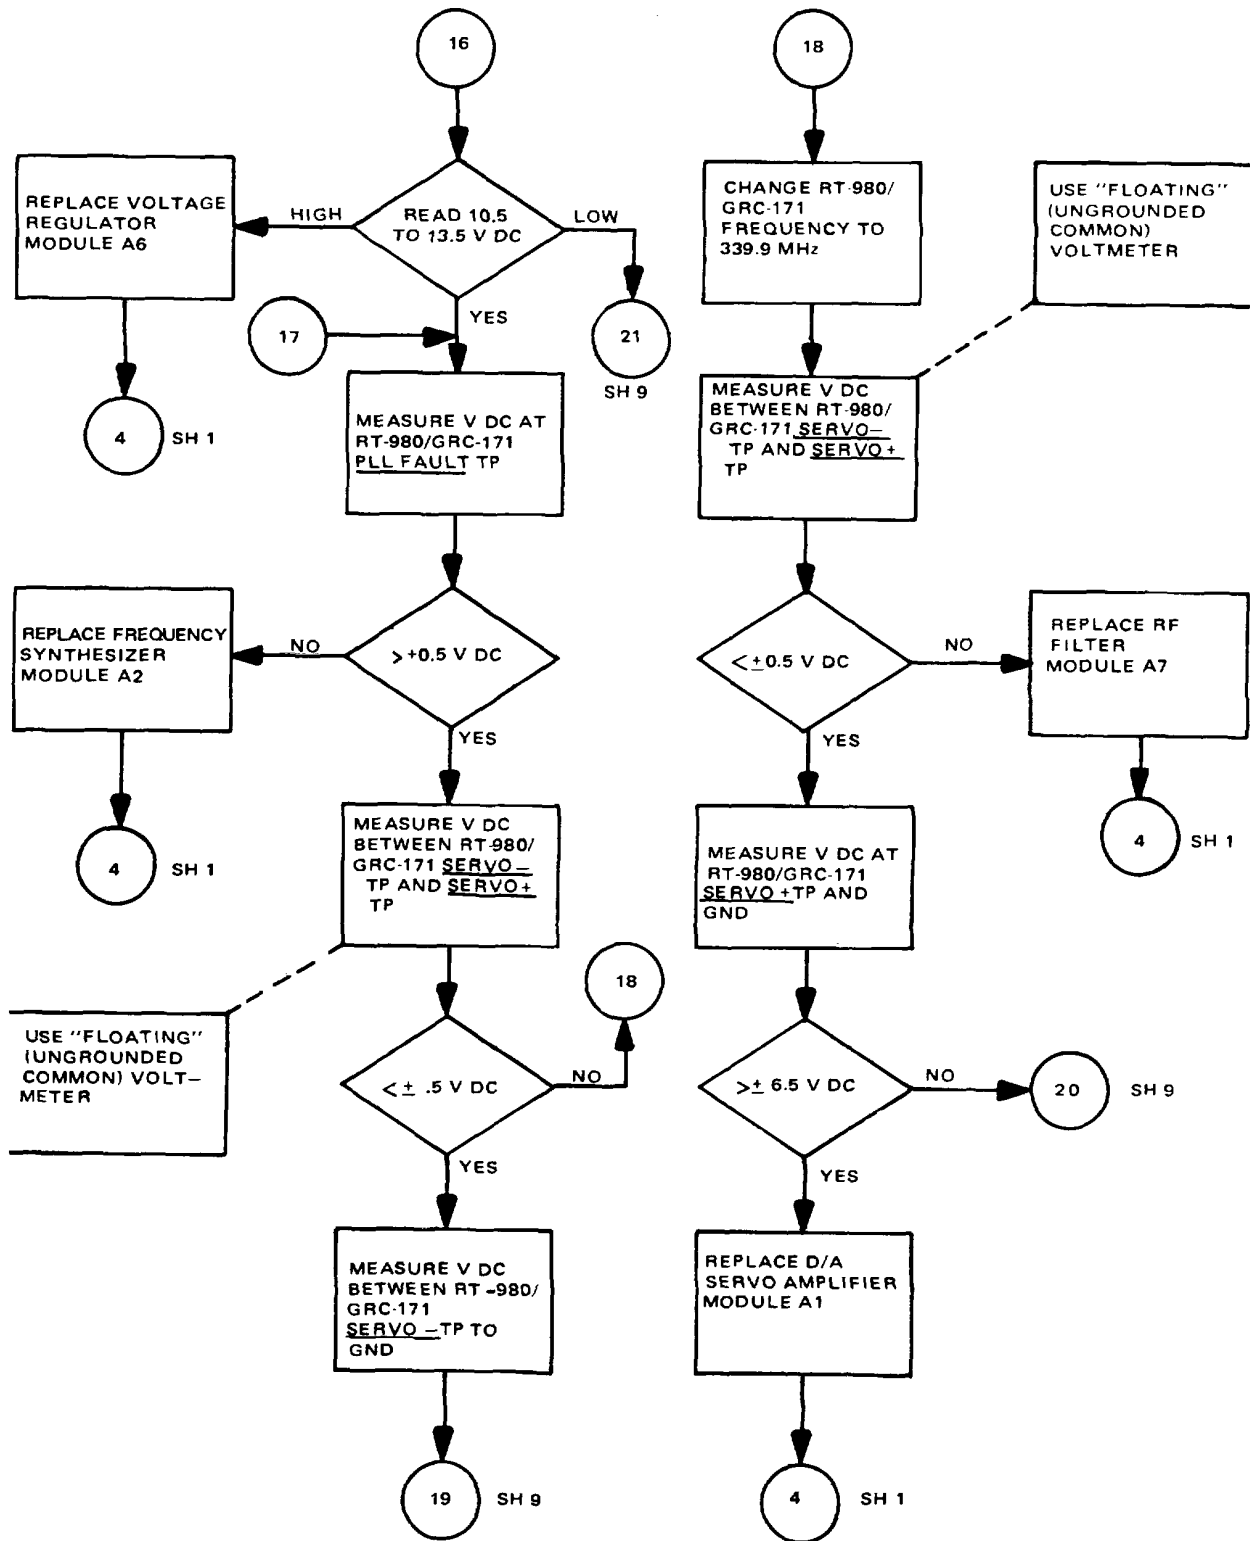 16
READ 10.5
TO 13.5 V DC
HIGH
LOW
YES
REPLACE VOLTAGE
REGULATOR
MODULE A6
4
SH 1
17
21
SH 9
MEASURE V DC AT
RT-980/GRC-171
PLL FAULT TP
>+0.5 V DC
NO
YES
REPLACE FREQUENCY
SYNTHESIZER
MODULE A2
4
SH 1
MEASURE V DC
BETWEEN RT-980/
GRC-171 SERVO–
TP AND SERVO+
TP
USE "FLOATING"
(UNGROUNDED
COMMON) VOLT–
METER
<± .5 V DC
NO
18
YES
MEASURE V DC
BETWEEN RT-980/
GRC-171
SERVO –TP TO
GND
19
SH 9
18
CHANGE RT-980/
GRC-171
FREQUENCY TO
339.9 MHz
USE "FLOATING"
(UNGROUNDED
COMMON)
VOLTMETER
MEASURE V DC
BETWEEN RT-980/
GRC-171 SERVO–
TP AND SERVO+
TP
<±0.5 V DC
NO
YES
REPLACE RF
FILTER
MODULE A7
4
SH 1
MEASURE V DC AT
RT-980/GRC-171
SERVO +TP AND
GND
>± 6.5 V DC
NO
20
SH 9
YES
REPLACE D/A
SERVO AMPLIFIER
MODULE A1
4
SH 1